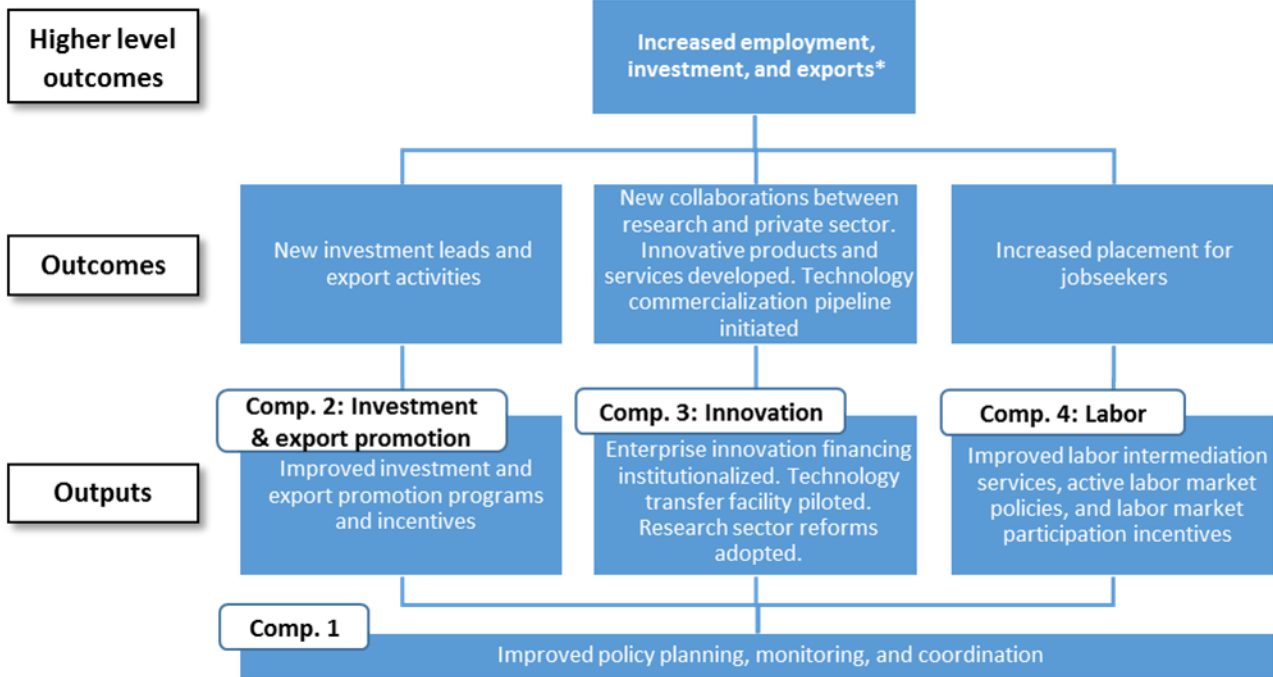 Higher level
outcomes
Increased employment,
investment, and exports*
Outcomes
New investment leads and
export activities
New collaborations between
research and private sector.
Innovative products and
services developed. Technology
commercialization pipeline
initiated
Increased placement for
jobseekers
Outputs
Comp. 2: Investment
& export promotion
Improved investment and
export promotion programs
and incentives
Comp. 3: Innovation
Enterprise innovation financing
institutionalized. Technology
transfer facility piloted.
Research sector reforms
adopted.
Comp. 4: Labor
Improved labor intermediation
services, active labor market
policies, and labor market
participation incentives
Comp. 1
Improved policy planning, monitoring, and coordination